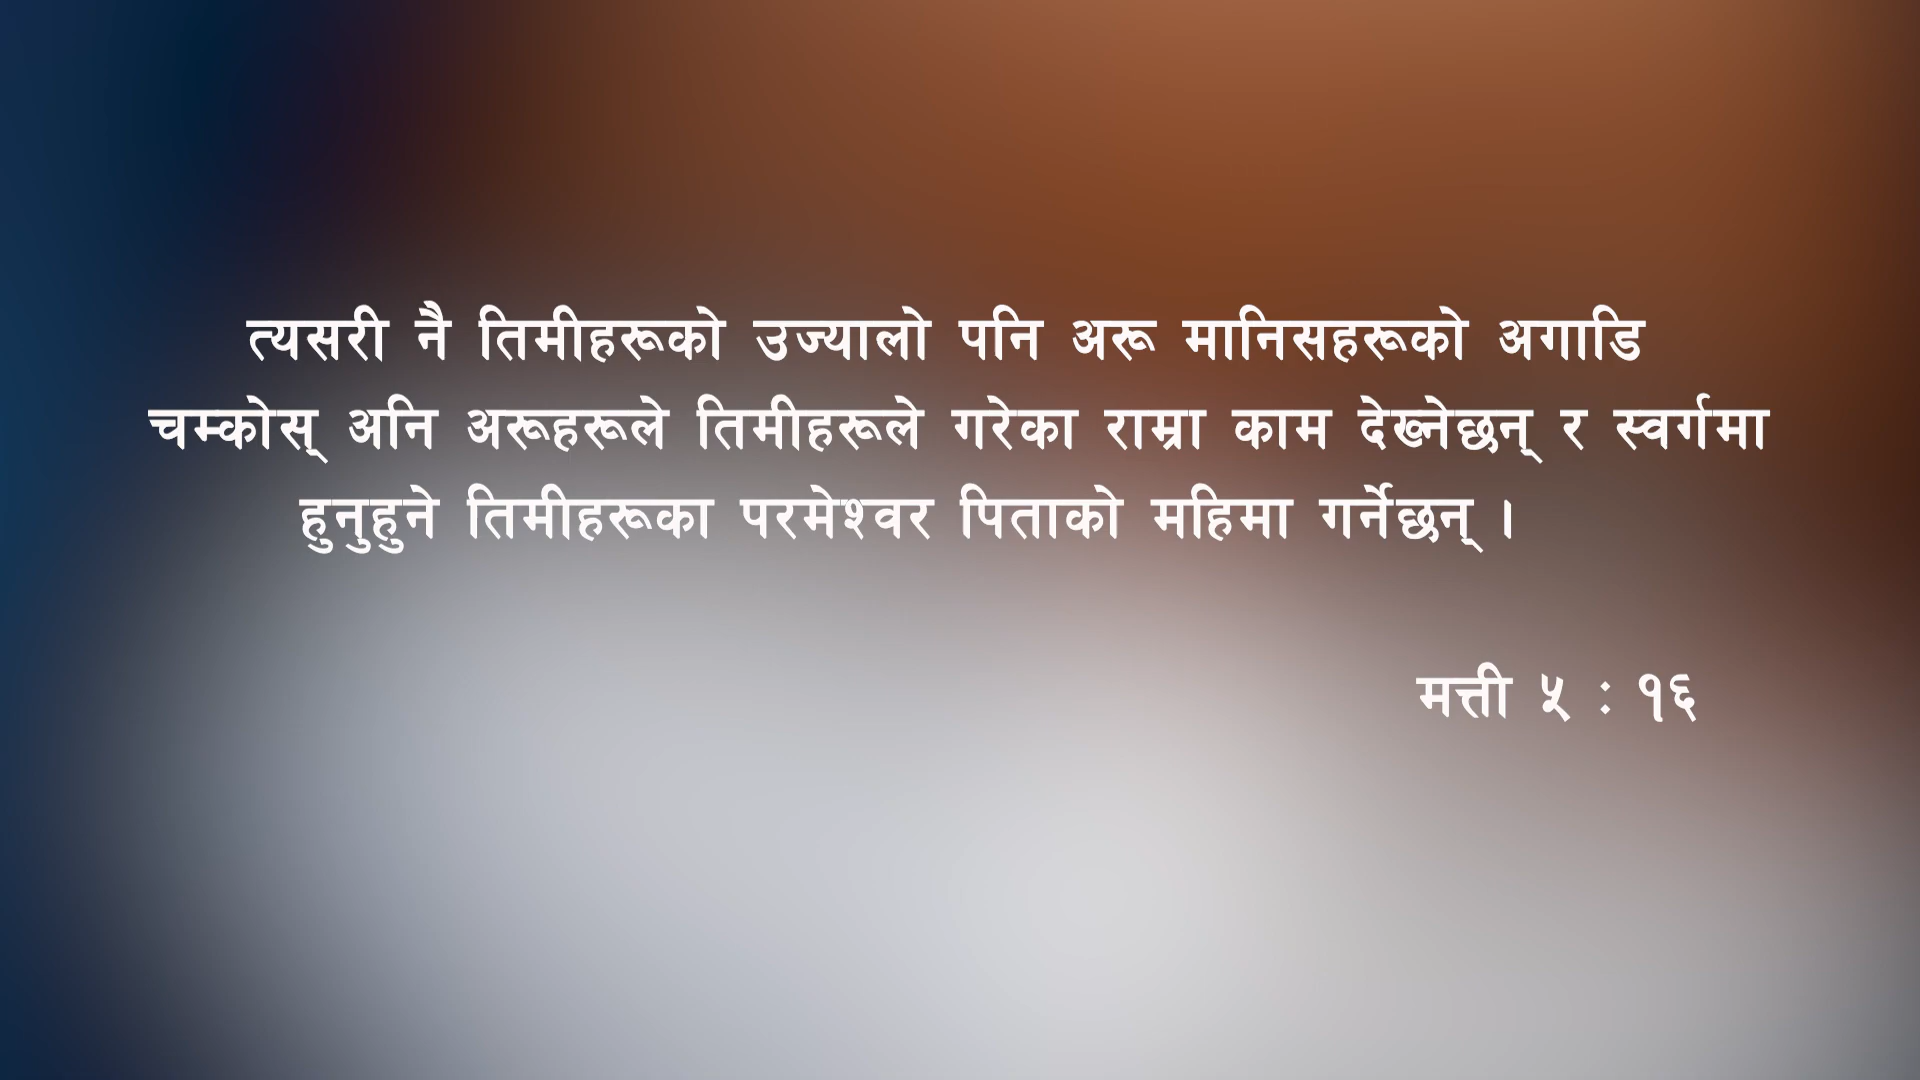 त्यसरी नै तिमीहरूको उज्यालो पनि अरू मानिसहरूको अगाडि
चम्कोस् अनि अरूहरूले तिमीहरूले गरेका राम्रा काम देख्नेछन् र स्वर्गमा
हुनुहुने तिमीहरूका परमेश्वर पिताको महिमा गर्नेछन् ।
मत्ती ५ : १६